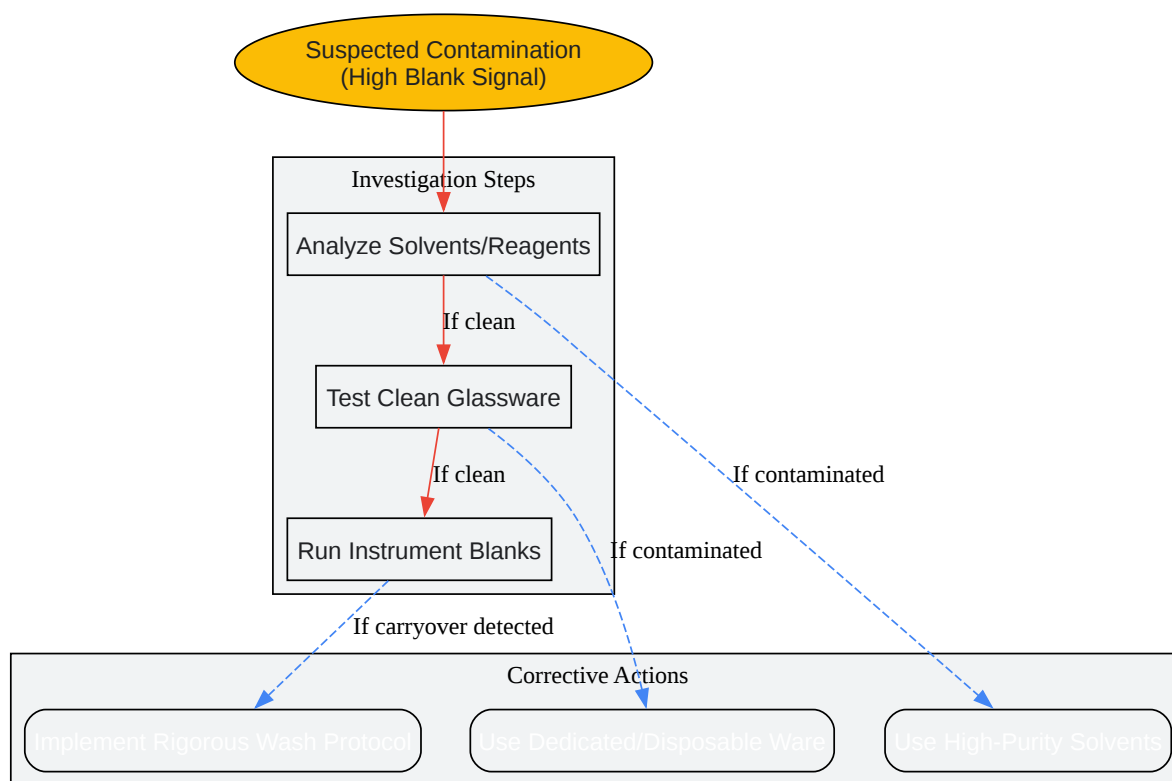 Suspected Contamination
(High Blank Signal)
Investigation Steps
Analyze Solvents/Reagents
If clean
Test Clean Glassware
If clean
If contaminated
Run Instrument Blanks
If contaminated
If carryover detected
Corrective Actions
Implement Rigorous Wash Protocol
Use Dedicated/Disposable Ware
Use High-Purity Solvents